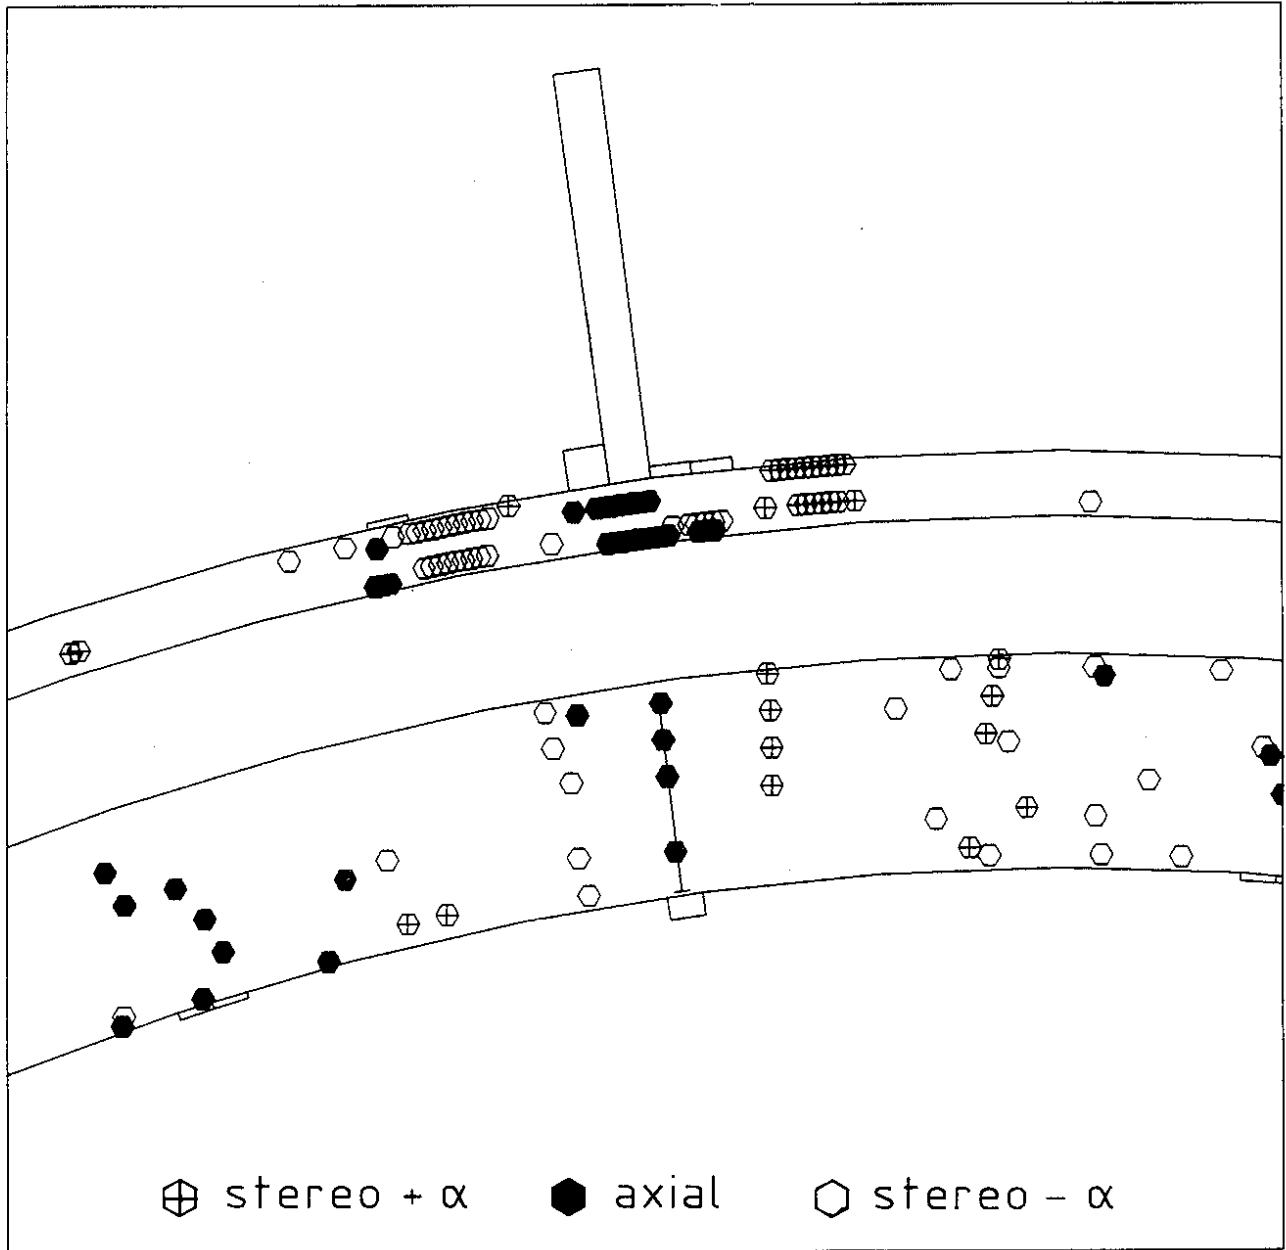 stereo + α axial stereo - α